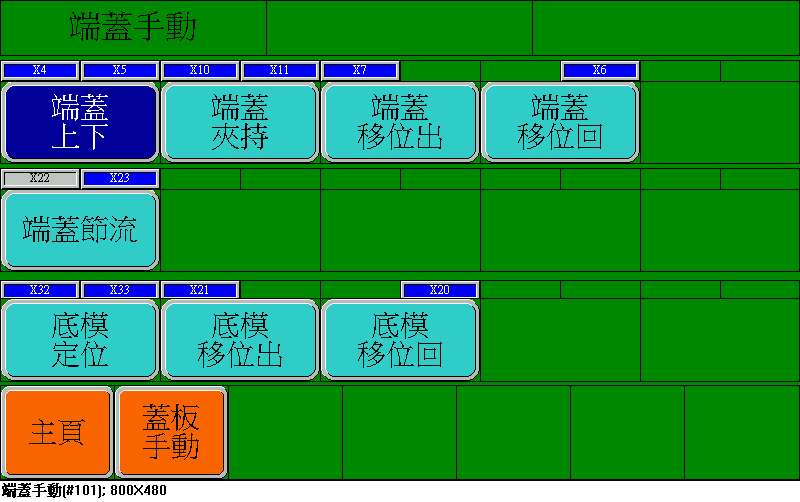 端蓋手動
X4 X5 X10 X11 X7 X6
端蓋 端蓋 端蓋 端蓋
上下 夾持 移位出 移位回
X22 X23
端蓋節流
X32 X33 X21 X20
底模 底模 底模
定位 移位出 移位回
主頁
蓋板
手動
端蓋手動(#101); 800X480